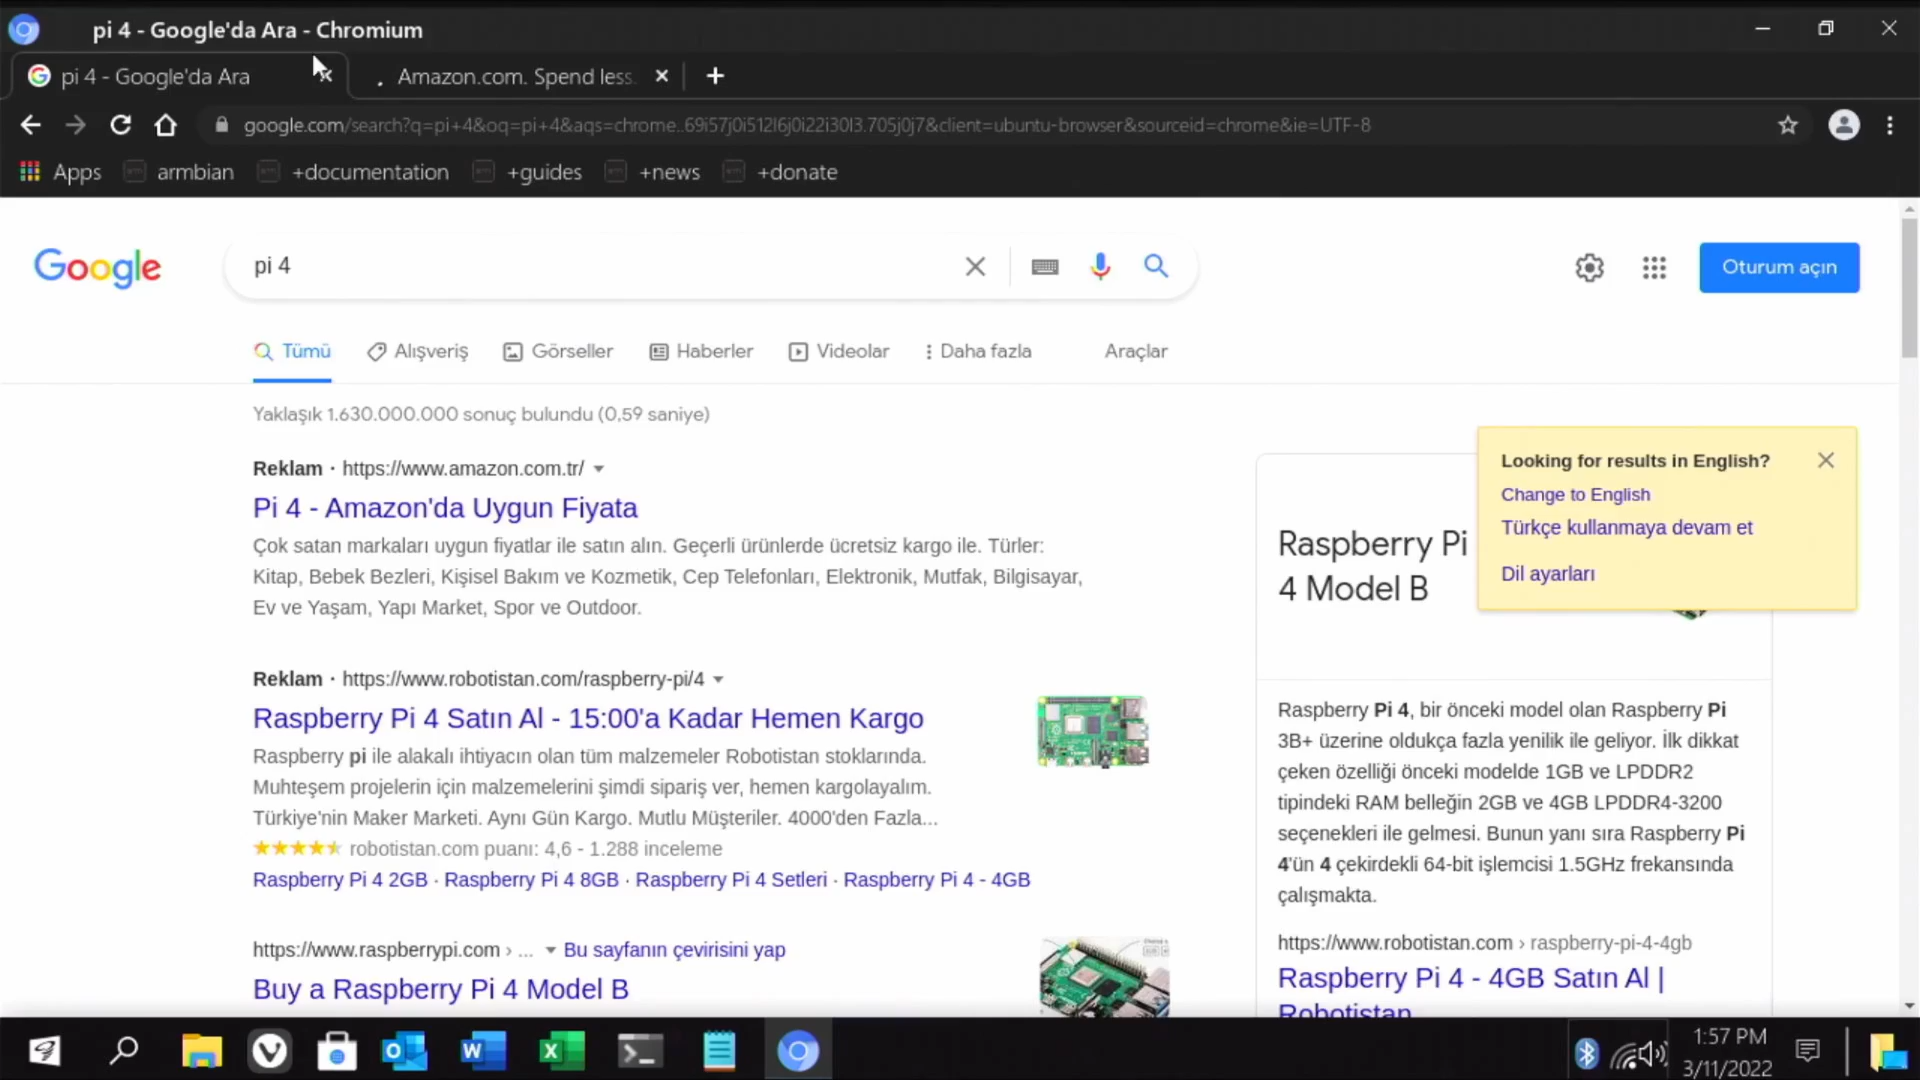 pi 4 - Google'da Ara - Chromium
pi 4 - Google'da Ara
Amazon.com. Spend less.
google.com/search?q=pi+4&oq=pi+4&aqs=chrome..69i57j0i512l6j0i22i30l3.705j0j7&client=ubuntu-browser&sourceid=chrome&ie=UTF-8
Apps armbian +documentation +guides +news +donate
Google
pi 4
Oturum açın
Tümü Alışveriş Görseller Haberler Videolar Daha fazla Araçlar
Yaklaşık 1.630.000.000 sonuç bulundu (0,59 saniye)
Reklam · https://www.amazon.com.tr/
Pi 4 - Amazon'da Uygun Fiyata
Çok satan markaları uygun fiyatlar ile satın alın. Geçerli ürünlerde ücretsiz kargo ile. Türler:
Kitap, Bebek Bezleri, Kişisel Bakım ve Kozmetik, Cep Telefonları, Elektronik, Mutfak, Bilgisayar,
Ev ve Yaşam, Yapı Market, Spor ve Outdoor.
Reklam · https://www.robotistan.com/raspberry-pi/4
Raspberry Pi 4 Satın Al - 15:00'a Kadar Hemen Kargo
Raspberry pi ile alakalı ihtiyacın olan tüm malzemeler Robotistan stoklarında.
Muhteşem projelerin için malzemelerini şimdi sipariş ver, hemen kargolayalım.
Türkiye'nin Maker Marketi. Aynı Gün Kargo. Mutlu Müşteriler. 4000'den Fazla...
robotistan.com puanı: 4,6 - 1.288 inceleme
Raspberry Pi 4 2GB · Raspberry Pi 4 8GB · Raspberry Pi 4 Setleri · Raspberry Pi 4 - 4GB
https://www.raspberrypi.com › ... Bu sayfanın çevirisini yap
Buy a Raspberry Pi 4 Model B
Looking for results in English?
Change to English
Türkçe kullanmaya devam et
Dil ayarları
Raspberry Pi
4 Model B
Raspberry Pi 4, bir önceki model olan Raspberry Pi
3B+ üzerine oldukça fazla yenilik ile geliyor. İlk dikkat
çeken özelliği önceki modelde 1GB ve LPDDR2
tipindeki RAM belleğin 2GB ve 4GB LPDDR4-3200
seçenekleri ile gelmesi. Bunun yanı sıra Raspberry Pi
4'ün 4 çekirdekli 64-bit işlemcisi 1.5GHz frekansında
çalışmakta.
https://www.robotistan.com › raspberry-pi-4-4gb
Raspberry Pi 4 - 4GB Satın Al |
Robotistan
1:57 PM
3/11/2022